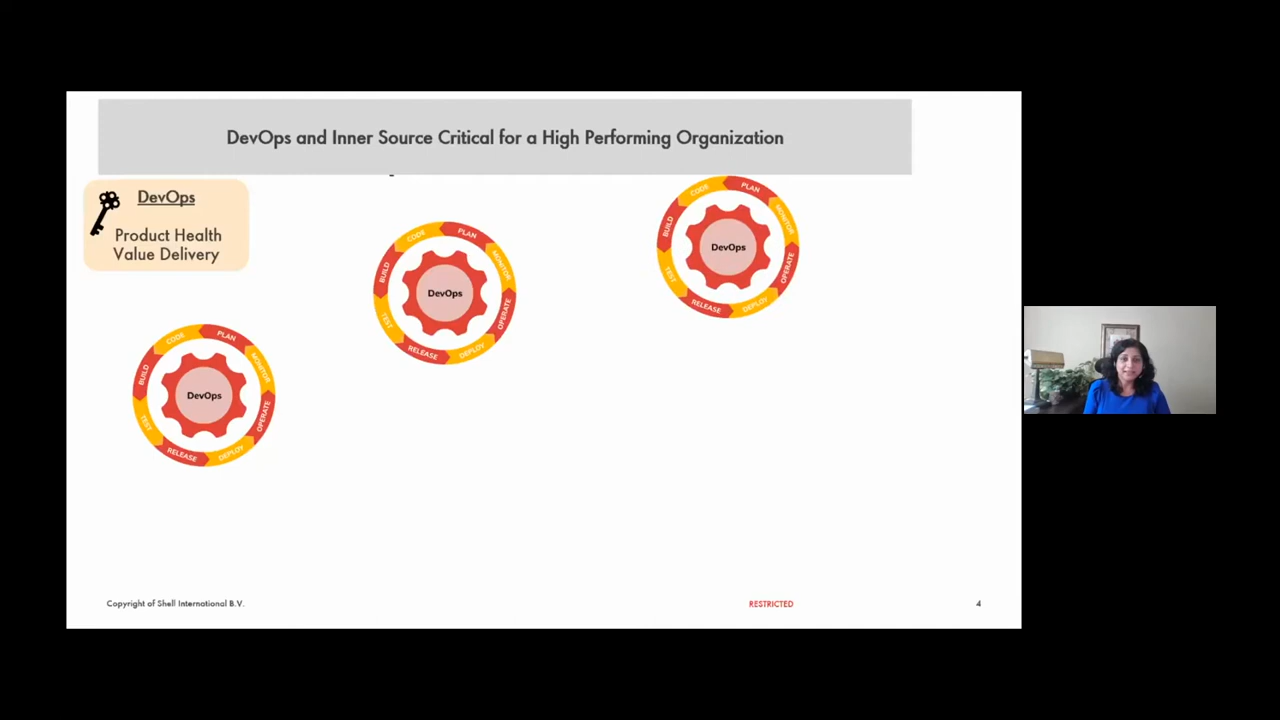 DevOps and Inner Source Critical for a High Performing Organization
DevOps
Product Health
Value Delivery
CODE
PLAN
MONITOR
OPERATE
DEPLOY
RELEASE
TEST
BUILD
DevOps
CODE
PLAN
MONITOR
OPERATE
DEPLOY
RELEASE
TEST
BUILD
DevOps
CODE
PLAN
MONITOR
OPERATE
DEPLOY
RELEASE
TEST
BUILD
DevOps
Copyright of Shell International B.V.
RESTRICTED
4